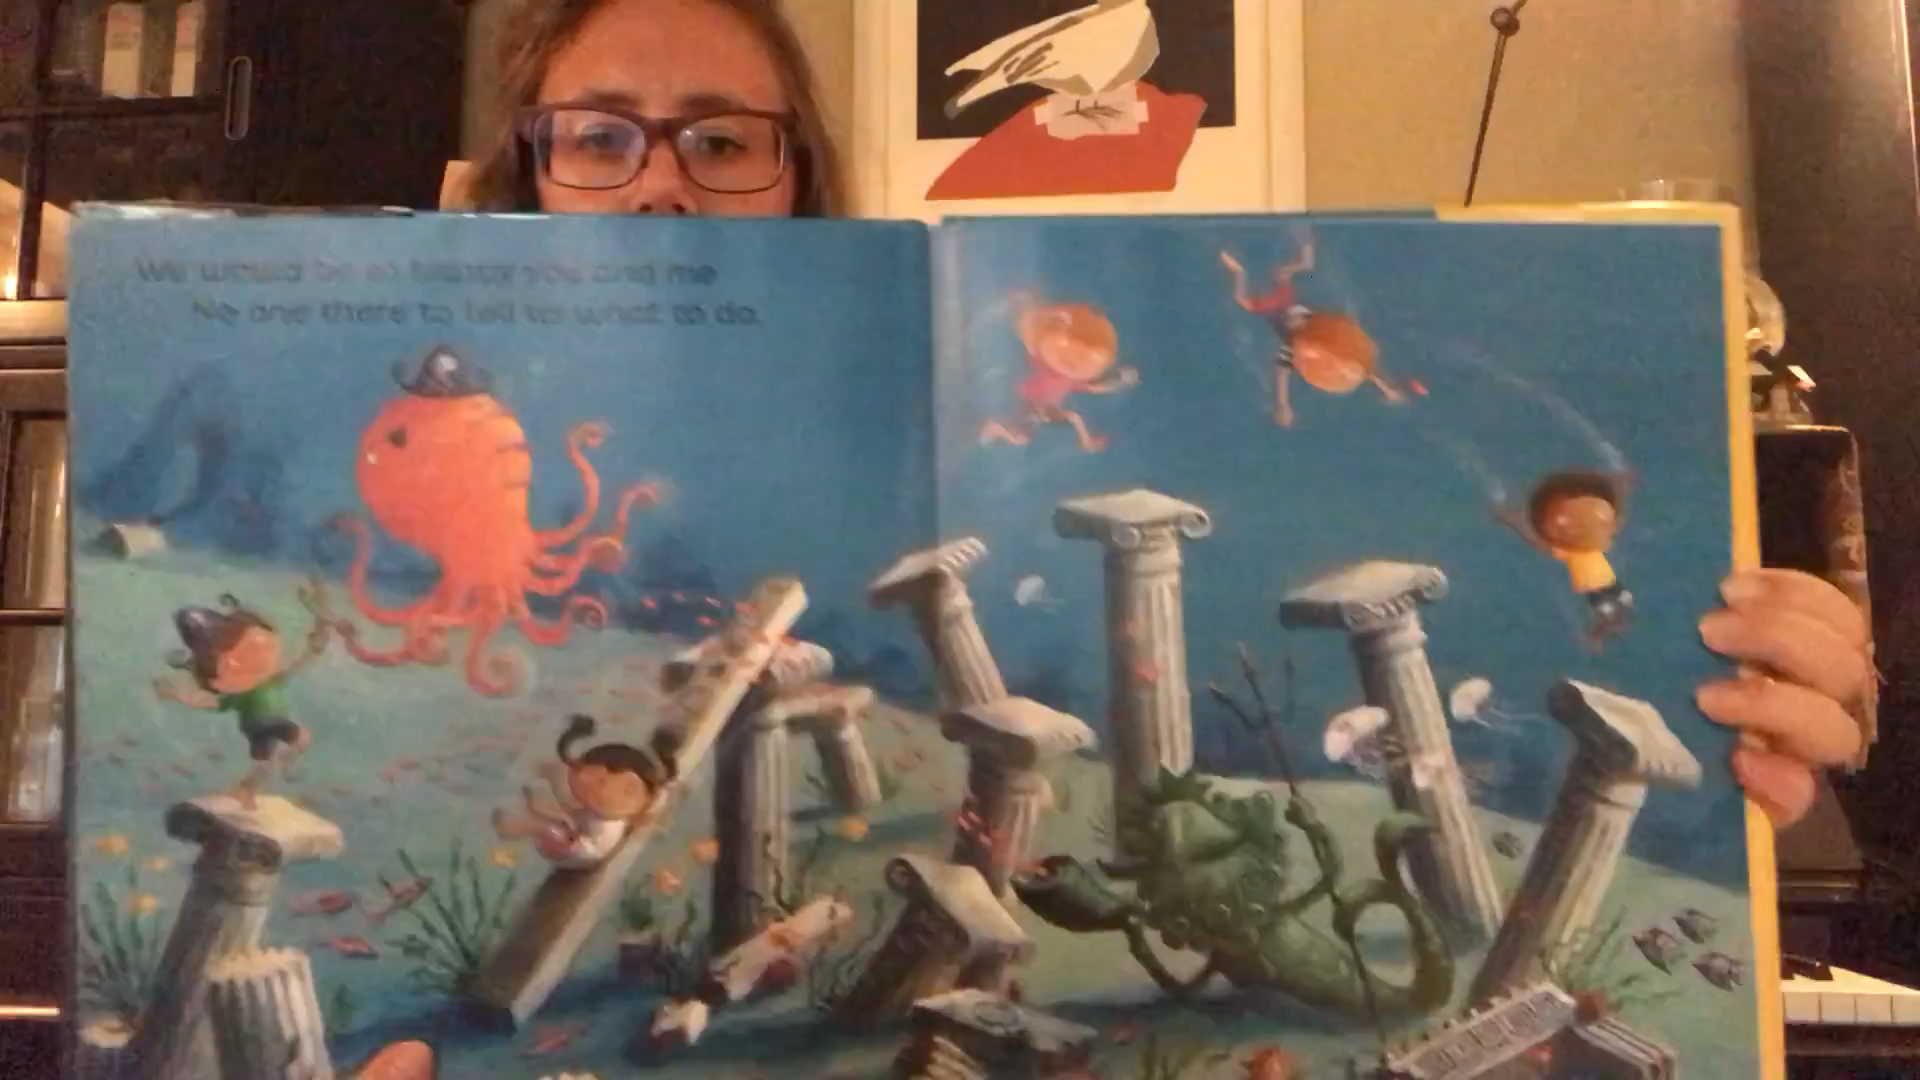 We would be so happy you and me
No one there to tell us what to do.